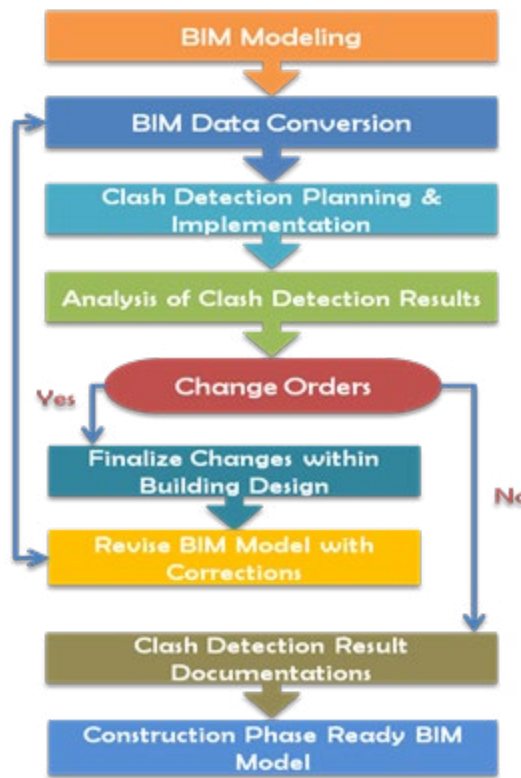 BIM Modeling
BIM Data Conversion
Clash Detection Planning &
Implementation
Analysis of Clash Detection Results
Change Orders
Yes
Finalize Changes within
Building Design
No
Revise BIM Model with
Corrections
Clash Detection Result
Documentations
Construction Phase Ready BIM
Model